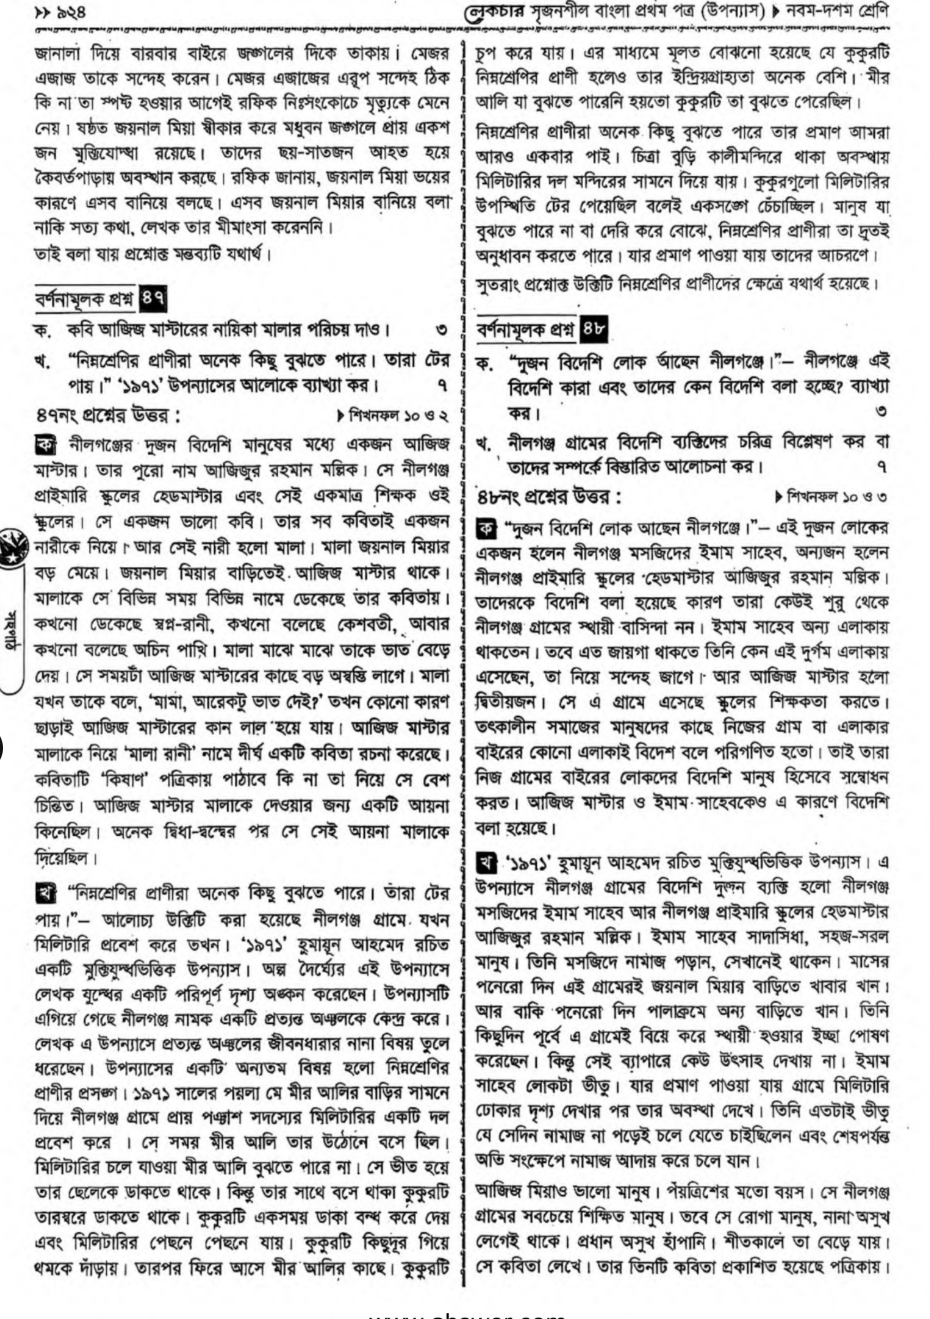 >> ৯২৪
লেকচার সৃজনশীল বাংলা প্রথম পত্র (উপন্যাস) ▶ নবম-দশম শ্রেণি
জানালা দিয়ে বারবার বাইরে জঙ্গলের দিকে তাকায়। মেজর
এজাজ তাকে সন্দেহ করেন। মেজর এজাজের এরূপ সন্দেহ ঠিক
কি না তা স্পষ্ট হওয়ার আগেই রফিক নিঃসংকোচে মৃত্যুকে মেনে
নেয়। ষষ্ঠত জয়নাল মিয়া স্বীকার করে মধুবন জঙ্গলে প্রায় একশ
জন মুক্তিযোদ্ধা রয়েছে। তাদের ছয়-সাতজন আহত হয়ে
কৈবর্তপাড়ায় অবস্থান করছে। রফিক জানায়, জয়নাল মিয়া ভয়ের
কারণে এসব বানিয়ে বলছে। এসব জয়নাল মিয়ার বানিয়ে বলা
নাকি সত্য কথা, লেখক তার মীমাংসা করেননি।
তাই বলা যায় প্রশ্নোক্ত মন্তব্যটি যথার্থ।
বর্ণনামূলক প্রশ্ন ৪৭
ক. কবি আজিজ মাস্টারের নায়িকা মালার পরিচয় দাও। ৩
খ. “নিম্নশ্রেণির প্রাণীরা অনেক কিছু বুঝতে পারে। তারা টের
পায়।” ‘১৯৭১’ উপন্যাসের আলোকে ব্যাখ্যা কর। ৭
৪৭নং প্রশ্নের উত্তর : ▶ শিখনফল ১০ ও ২
ক নীলগঞ্জের দুজন বিদেশি মানুষের মধ্যে একজন আজিজ
মাস্টার। তার পুরো নাম আজিজুর রহমান মল্লিক। সে নীলগঞ্জ
প্রাইমারি স্কুলের হেডমাস্টার এবং সেই একমাত্র শিক্ষক ওই
স্কুলের। সে একজন ভালো কবি। তার সব কবিতাই একজন
নারীকে নিয়ে। আর সেই নারী হলো মালা। মালা জয়নাল মিয়ার
বড় মেয়ে। জয়নাল মিয়ার বাড়িতেই আজিজ মাস্টার থাকে।
মালাকে সে বিভিন্ন সময় বিভিন্ন নামে ডেকেছে তার কবিতায়।
কখনো ডেকেছে স্বপ্ন-রানী, কখনো বলেছে কেশবতী, আবার
কখনো বলেছে অচিন পাখি। মালা মাঝে মাঝে তাকে ভাত বেড়ে
দেয়। সে সময়টা আজিজ মাস্টারের কাছে বড় অস্বস্তি লাগে। মালা
যখন তাকে বলে, ‘মামা, আরেকটু ভাত দেই?’ তখন কোনো কারণ
ছাড়াই আজিজ মাস্টারের কান লাল হয়ে যায়। আজিজ মাস্টার
মালাকে নিয়ে ‘মালা রানী’ নামে দীর্ঘ একটি কবিতা রচনা করেছে।
কবিতাটি ‘কিষাণ’ পত্রিকায় পাঠাবে কি না তা নিয়ে সে বেশ
চিন্তিত। আজিজ মাস্টার মালাকে দেওয়ার জন্য একটি আয়না
কিনেছিল। অনেক দ্বিধা-দ্বন্দ্বের পর সে সেই আয়না মালাকে
দিয়েছিল।
খ “নিম্নশ্রেণির প্রাণীরা অনেক কিছু বুঝতে পারে। তারা টের
পায়।”— আলোচ্য উক্তিটি করা হয়েছে নীলগঞ্জ গ্রামে যখন
মিলিটারি প্রবেশ করে তখন। ‘১৯৭১’ হুমায়ূন আহমেদ রচিত
একটি মুক্তিযুদ্ধভিত্তিক উপন্যাস। অল্প দৈর্ঘ্যের এই উপন্যাসে
লেখক যুদ্ধের একটি পরিপূর্ণ দৃশ্য অঙ্কন করেছেন। উপন্যাসটি
এগিয়ে গেছে নীলগঞ্জ নামক একটি প্রত্যন্ত অঞ্চলকে কেন্দ্র করে।
লেখক এ উপন্যাসে প্রত্যন্ত অঞ্চলের জীবনধারার নানা বিষয় তুলে
ধরেছেন। উপন্যাসের একটি অন্যতম বিষয় হলো নিম্নশ্রেণির
প্রাণীর প্রসঙ্গ। ১৯৭১ সালের পয়লা মে মীর আলির বাড়ির সামনে
দিয়ে নীলগঞ্জ গ্রামে প্রায় পঞ্চাশ সদস্যের মিলিটারির একটি দল
প্রবেশ করে । সে সময় মীর আলি তার উঠোনে বসে ছিল।
মিলিটারির চলে যাওয়া মীর আলি বুঝতে পারে না। সে ভীত হয়ে
তার ছেলেকে ডাকতে থাকে। কিন্তু তার সাথে বসে থাকা কুকুরটি
তারস্বরে ডাকতে থাকে। কুকুরটি একসময় ডাকা বন্ধ করে দেয়
এবং মিলিটারির পেছনে পেছনে যায়। কুকুরটি কিছুদূর গিয়ে
থমকে দাঁড়ায়। তারপর ফিরে আসে মীর আলির কাছে। কুকুরটি
চুপ করে যায়। এর মাধ্যমে মূলত বোঝনো হয়েছে যে কুকুরটি
নিম্নশ্রেণির প্রাণী হলেও তার ইন্দ্রিয়গ্রাহ্যতা অনেক বেশি। মীর
আলি যা বুঝতে পারেনি হয়তো কুকুরটি তা বুঝতে পেরেছিল।
নিম্নশ্রেণির প্রাণীরা অনেক কিছু বুঝতে পারে তার প্রমাণ আমরা
আরও একবার পাই। চিত্রা বুড়ি কালীমন্দিরে থাকা অবস্থায়
মিলিটারির দল মন্দিরের সামনে দিয়ে যায়। কুকুরগুলো মিলিটারির
উপস্থিতি টের পেয়েছিল বলেই একসঙ্গে চেঁচাচ্ছিল। মানুষ যা
বুঝতে পারে না বা দেরি করে বোঝে, নিম্নশ্রেণির প্রাণীরা তা দ্রুতই
অনুধাবন করতে পারে। যার প্রমাণ পাওয়া যায় তাদের আচরণে।
সুতরাং প্রশ্নোক্ত উক্তিটি নিম্নশ্রেণির প্রাণীদের ক্ষেত্রে যথার্থ হয়েছে।
বর্ণনামূলক প্রশ্ন ৪৮
ক. “দুজন বিদেশি লোক আছেন নীলগঞ্জে।”— নীলগঞ্জে এই
বিদেশি কারা এবং তাদের কেন বিদেশি বলা হচ্ছে? ব্যাখ্যা
কর। ৩
খ. নীলগঞ্জ গ্রামের বিদেশি ব্যক্তিদের চরিত্র বিশ্লেষণ কর বা
তাদের সম্পর্কে বিস্তারিত আলোচনা কর। ৭
৪৮নং প্রশ্নের উত্তর : ▶ শিখনফল ১০ ও ৩
ক “দুজন বিদেশি লোক আছেন নীলগঞ্জে।”— এই দুজন লোকের
একজন হলেন নীলগঞ্জ মসজিদের ইমাম সাহেব, অন্যজন হলেন
নীলগঞ্জ প্রাইমারি স্কুলের হেডমাস্টার আজিজুর রহমান মল্লিক।
তাদেরকে বিদেশি বলা হয়েছে কারণ তারা কেউই শুরু থেকে
নীলগঞ্জ গ্রামের স্থায়ী বাসিন্দা নন। ইমাম সাহেব অন্য এলাকায়
থাকতেন। তবে এত জায়গা থাকতে তিনি কেন এই দুর্গম এলাকায়
এসেছেন, তা নিয়ে সন্দেহ জাগে। আর আজিজ মাস্টার হলো
দ্বিতীয়জন। সে এ গ্রামে এসেছে স্কুলের শিক্ষকতা করতে।
তৎকালীন সমাজের মানুষদের কাছে নিজের গ্রাম বা এলাকার
বাইরের কোনো এলাকাই বিদেশ বলে পরিগণিত হতো। তাই তারা
নিজ গ্রামের বাইরের লোকদের বিদেশি মানুষ হিসেবে সম্বোধন
করত। আজিজ মাস্টার ও ইমাম সাহেবকেও এ কারণে বিদেশি
বলা হয়েছে।
খ ‘১৯৭১’ হুমায়ূন আহমেদ রচিত মুক্তিযুদ্ধভিত্তিক উপন্যাস। এ
উপন্যাসে নীলগঞ্জ গ্রামের বিদেশি দুজন ব্যক্তি হলো নীলগঞ্জ
মসজিদের ইমাম সাহেব আর নীলগঞ্জ প্রাইমারি স্কুলের হেডমাস্টার
আজিজুর রহমান মল্লিক। ইমাম সাহেব সাদাসিধা, সহজ-সরল
মানুষ। তিনি মসজিদে নামাজ পড়ান, সেখানেই থাকেন। মাসের
পনেরো দিন এই গ্রামেরই জয়নাল মিয়ার বাড়িতে খাবার খান।
আর বাকি পনেরো দিন পালাক্রমে অন্য বাড়িতে খান। তিনি
কিছুদিন পূর্বে এ গ্রামেই বিয়ে করে স্থায়ী হওয়ার ইচ্ছা পোষণ
করেছেন। কিন্তু সেই ব্যাপারে কেউ উৎসাহ দেখায় না। ইমাম
সাহেব লোকটা ভীতু। যার প্রমাণ পাওয়া যায় গ্রামে মিলিটারি
ঢোকার দৃশ্য দেখার পর তার অবস্থা দেখে। তিনি এতটাই ভীতু
যে সেদিন নামাজ না পড়েই চলে যেতে চাইছিলেন এবং শেষপর্যন্ত
অতি সংক্ষেপে নামাজ আদায় করে চলে যান।
আজিজ মিয়াও ভালো মানুষ। পঁয়ত্রিশের মতো বয়স। সে নীলগঞ্জ
গ্রামের সবচেয়ে শিক্ষিত মানুষ। তবে সে রোগা মানুষ, নানা অসুখ
লেগেই থাকে। প্রধান অসুখ হাঁপানি। শীতকালে তা বেড়ে যায়।
সে কবিতা লেখে। তার তিনটি কবিতা প্রকাশিত হয়েছে পত্রিকায়।
সহপাঠ